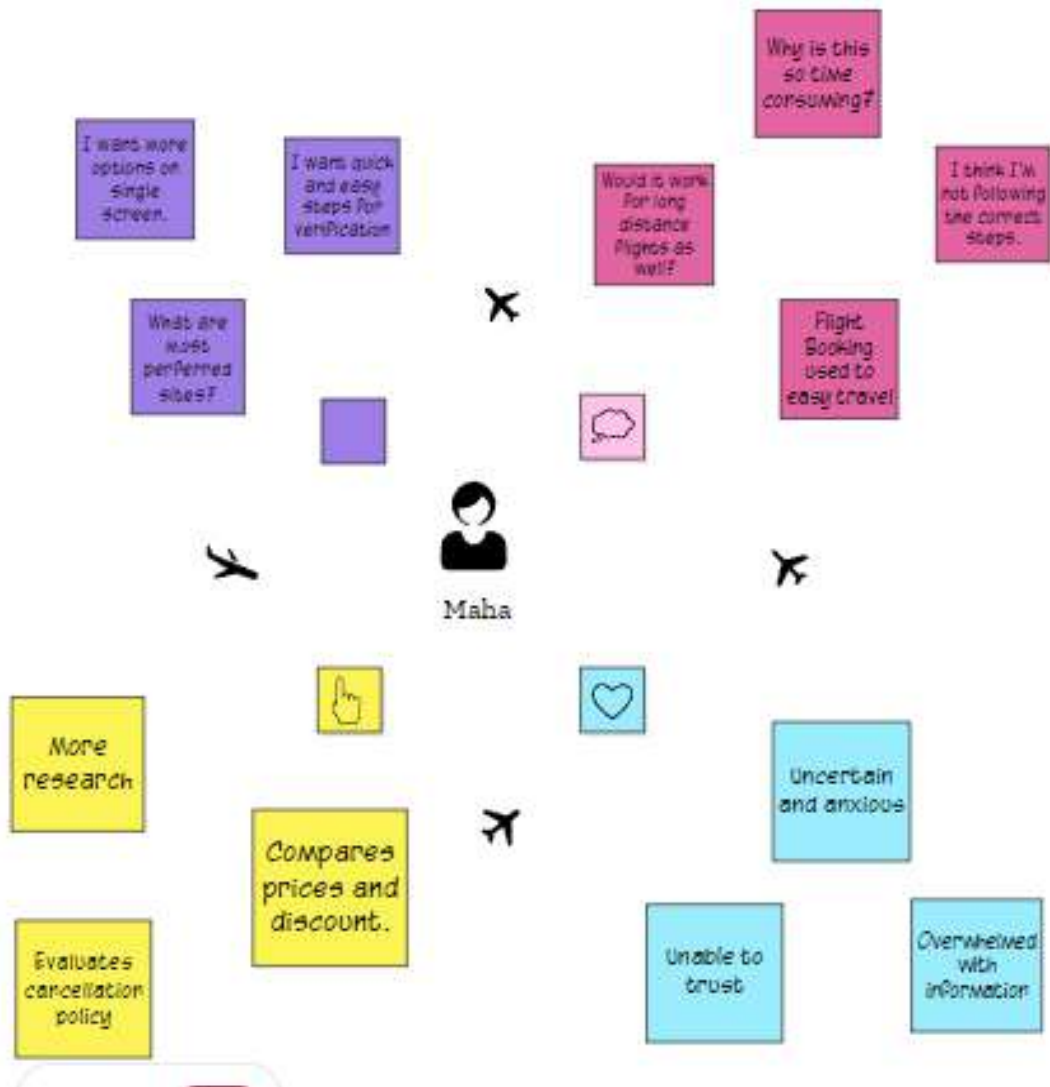 I want more
options on
single
screen.
I want quick
and easy
steps for
verification
What are
most
perferred
sites?
Why is this
so time
consuming?
Would it work
for long
distance
flights as
well?
I think I'm
not following
the correct
steps.
Flight
Booking
used to
easy travel
Maha
More
research
Compares
prices and
discount.
Evaluates
cancellation
policy
Uncertain
and anxious
Unable to
trust
Overwhelmed
with
information